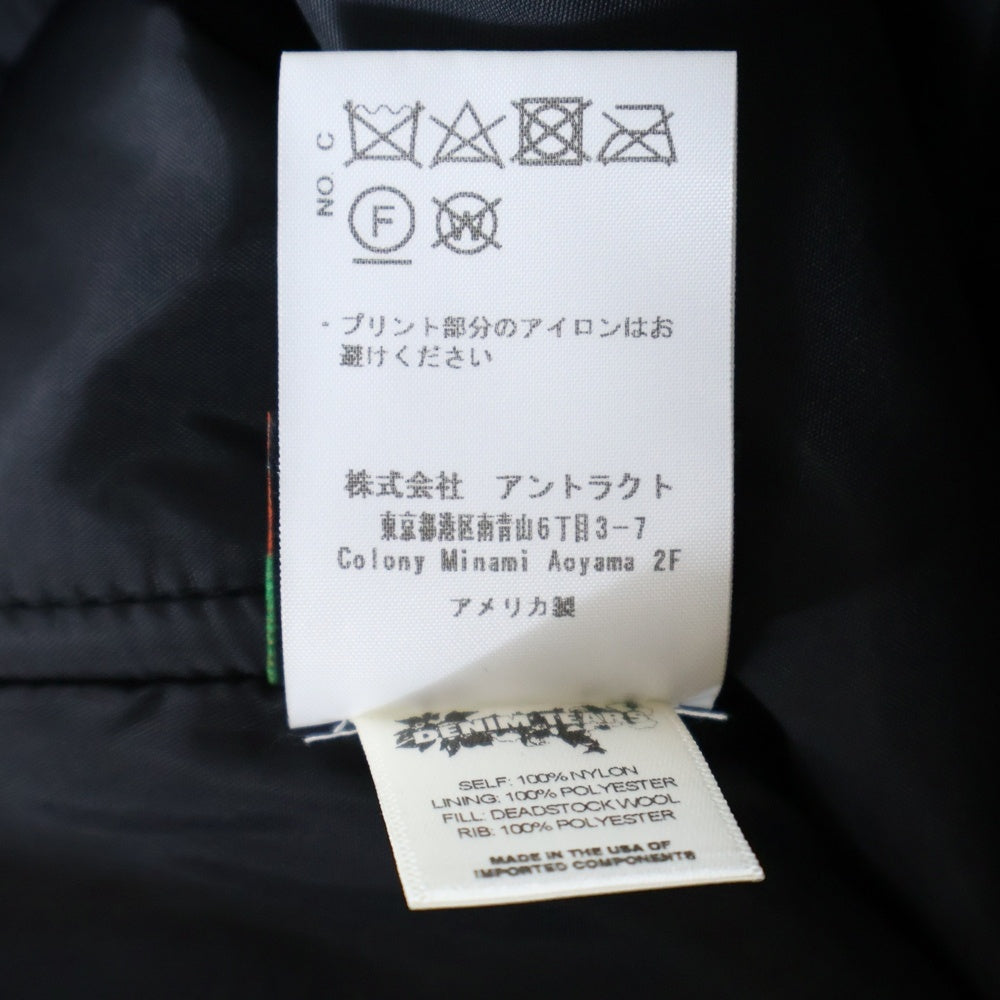 NO. C
F
W
・プリント部分のアイロンはお
避けください
株式会社　アントラクト
東京都港区南青山6丁目3-7
Colony Minami Aoyama 2F
アメリカ製
DENIM TEARS
SELF: 100% NYLON
LINING: 100% POLYESTER
FILL: DEADSTOCK WOOL
RIB: 100% POLYESTER
MADE IN THE USA OF
IMPORTED COMPONENTS